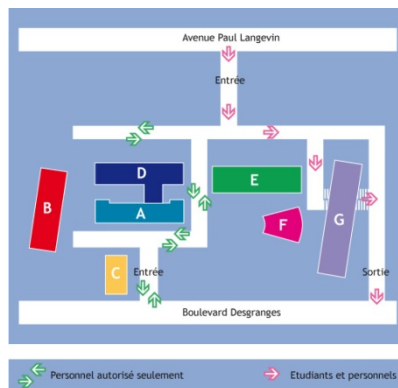 Avenue Paul Langevin
Entrée
D
B
A
E
F
G
C
Entrée
Sortie
Boulevard Desgranges
Personnel autorisé seulement
Etudiants et personnels